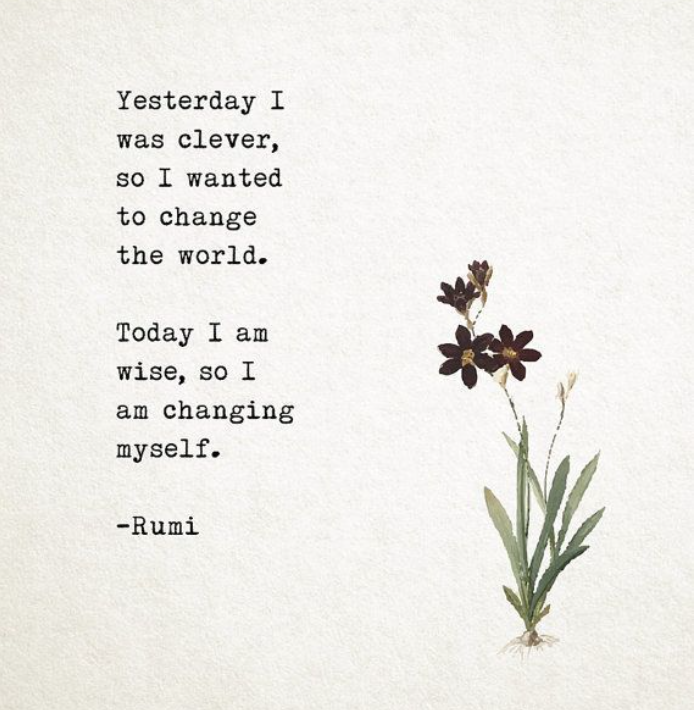 Yesterday I
was clever,
so I wanted
to change
the world.
Today I am
wise, so I
am changing
myself.
-Rumi